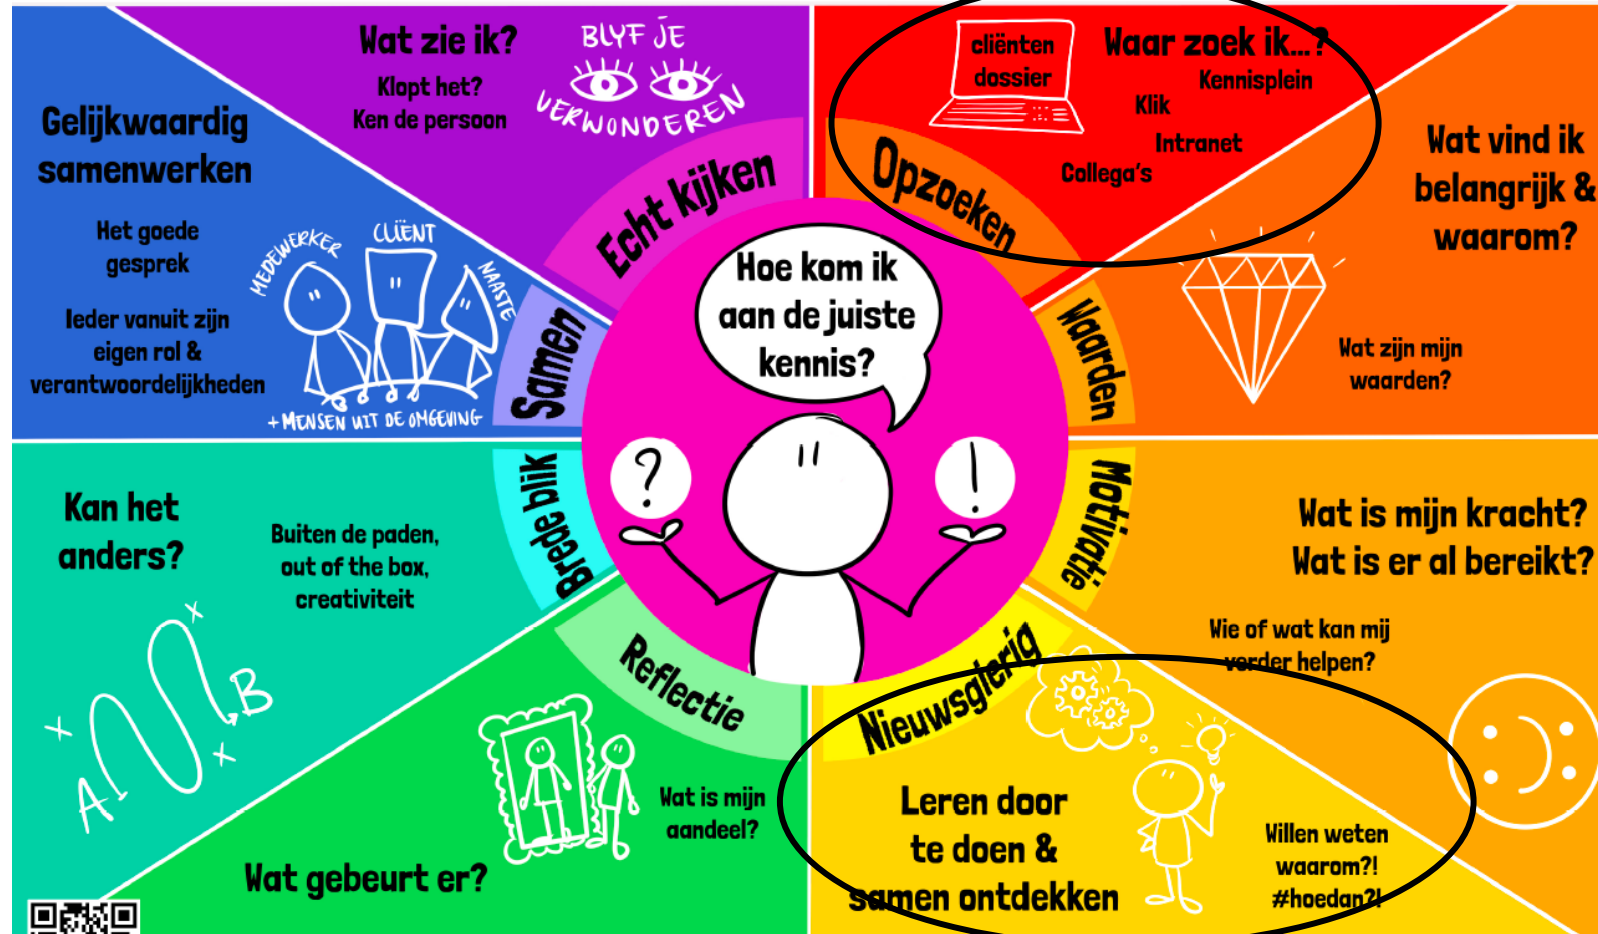 Wat zie ik?
Klopt het?
Ken de persoon
BLYF JE
VERWONDEREN
Echt kijken
cliënten
dossier
Waar zoek ik...?
Kennisplein
Klik
Intranet
Collega's
Opzoeken
Wat vind ik
belangrijk &
waarom?
Wat zijn mijn
waarden?
Waarden
Wat is mijn kracht?
Wat is er al bereikt?
Wie of wat kan mij
verder helpen?
Motivatie
Nieuwsgierig
Leren door
te doen &
samen ontdekken
Willen weten
waarom?!
#hoedan?!
Reflectie
Wat is mijn
aandeel?
Wat gebeurt er?
Brede blik
Kan het
anders?
Buiten de paden,
out of the box,
creativiteit
A
B
Samen
Gelijkwaardig
samenwerken
Het goede
gesprek
Ieder vanuit zijn
eigen rol &
verantwoordelijkheden
MEDEWERKER
CLIËNT
NAASTE
+ MENSEN UIT DE OMGEVING
Hoe kom ik
aan de juiste
kennis?
?
!